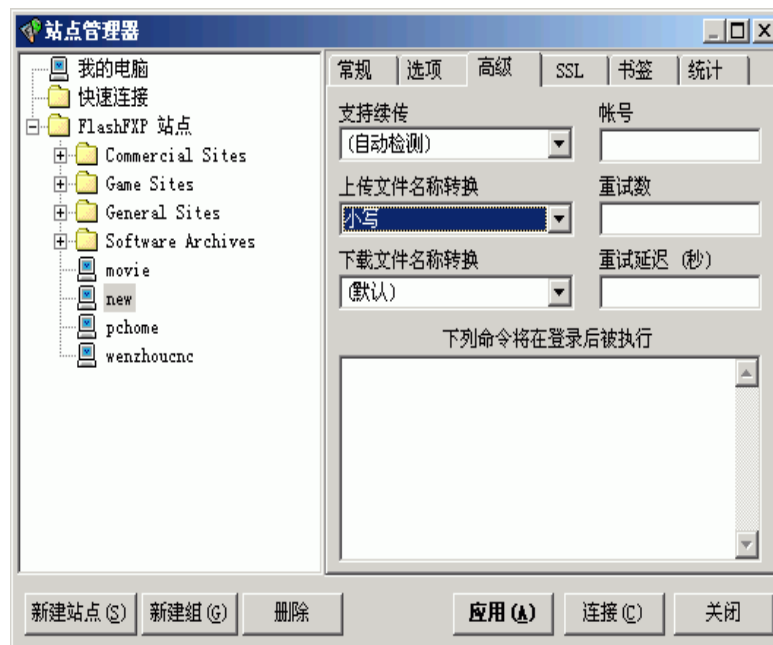 站点管理器
我的电脑
快速连接
FlashFXP 站点
Commercial Sites
Game Sites
General Sites
Software Archives
movie
new
pchome
wenzhoucnc
常规 选项 高级 SSL 书签 统计
支持续传 帐号
(自动检测)
上传文件名称转换 重试数
小写
下载文件名称转换 重试延迟 (秒)
(默认)
下列命令将在登录后被执行
新建站点(S) 新建组(G) 删除 应用(A) 连接(C) 关闭